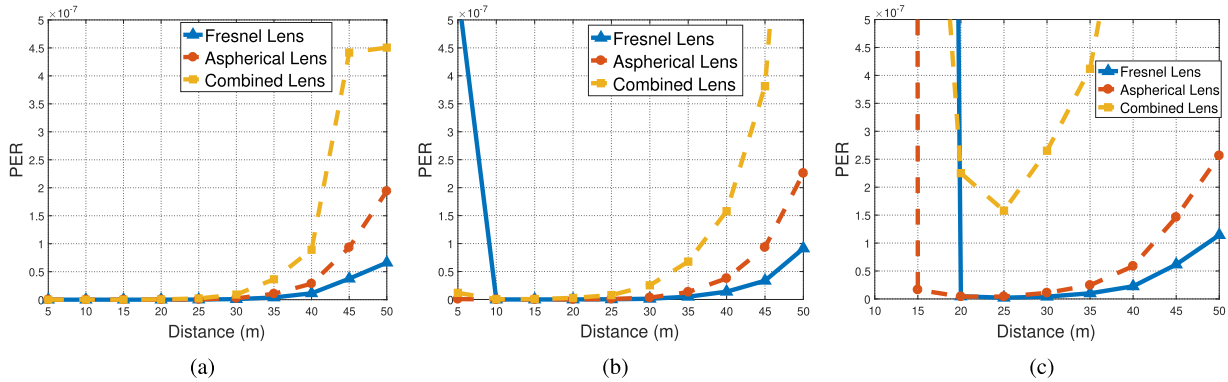 ×10⁻⁷
5
4.5
4
3.5
3
2.5
2
1.5
1
0.5
0
PER
Fresnel Lens
Aspherical Lens
Combined Lens
5 10 15 20 25 30 35 40 45 50
Distance (m)
(a)
×10⁻⁷
5
4.5
4
3.5
3
2.5
2
1.5
1
0.5
0
PER
Fresnel Lens
Aspherical Lens
Combined Lens
5 10 15 20 25 30 35 40 45 50
Distance (m)
(b)
×10⁻⁷
5
4.5
4
3.5
3
2.5
2
1.5
1
0.5
0
PER
Fresnel Lens
Aspherical Lens
Combined Lens
10 15 20 25 30 35 40 45 50
Distance (m)
(c)